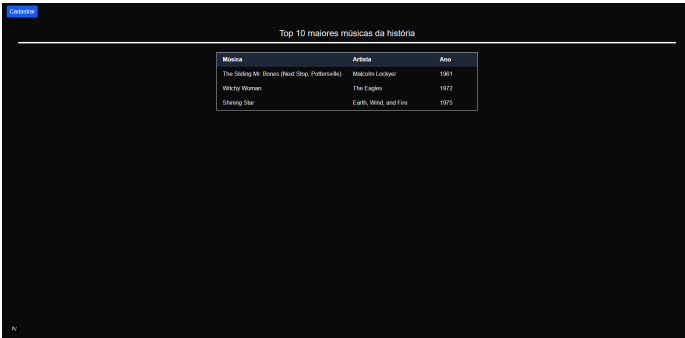 Cadastrar
Top 10 maiores músicas da história
Música Artista Ano
The Sliding Mr. Bones (Next Stop, Pottersville) Malcolm Lockyer 1961
Witchy Woman The Eagles 1972
Shining Star Earth, Wind, and Fire 1975
N